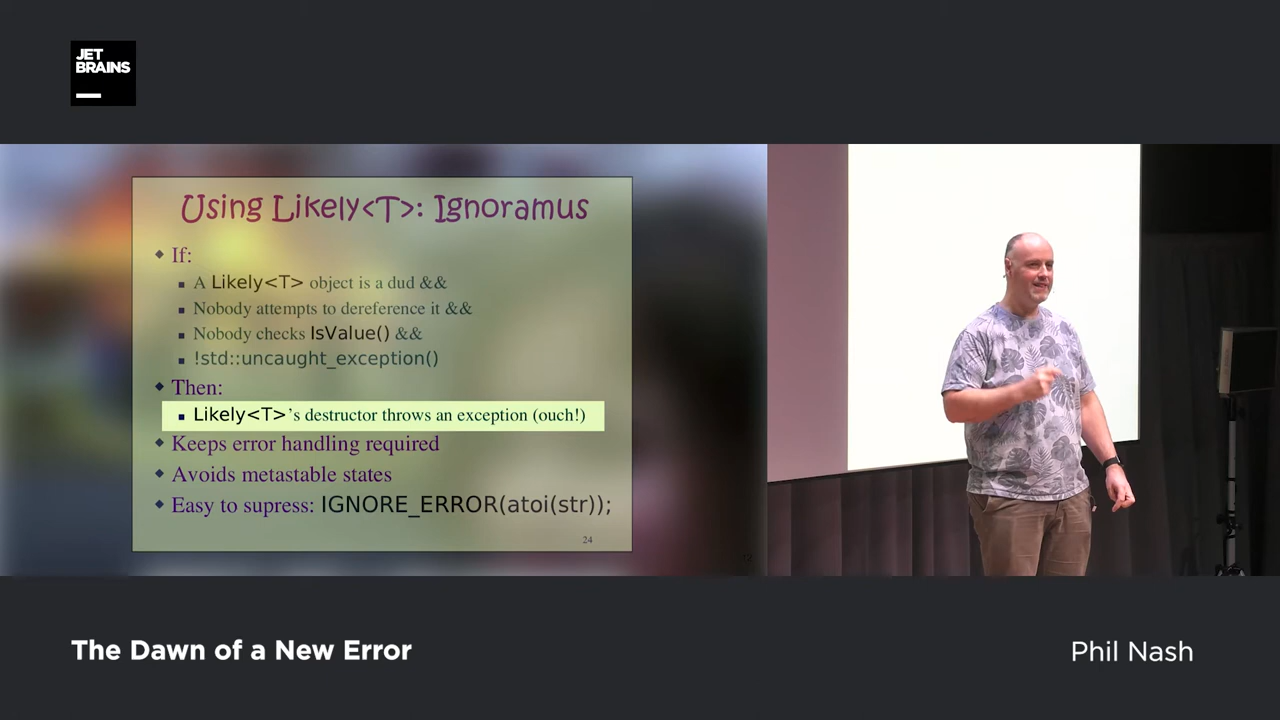 JET
BRAINS
Using Likely<T>: Ignoramus
If:
A Likely<T> object is a dud &&
Nobody attempts to dereference it &&
Nobody checks IsValue() &&
!std::uncaught_exception()
Then:
Likely<T>'s destructor throws an exception (ouch!)
Keeps error handling required
Avoids metastable states
Easy to supress: IGNORE_ERROR(atoi(str));
24
The Dawn of a New Error
Phil Nash